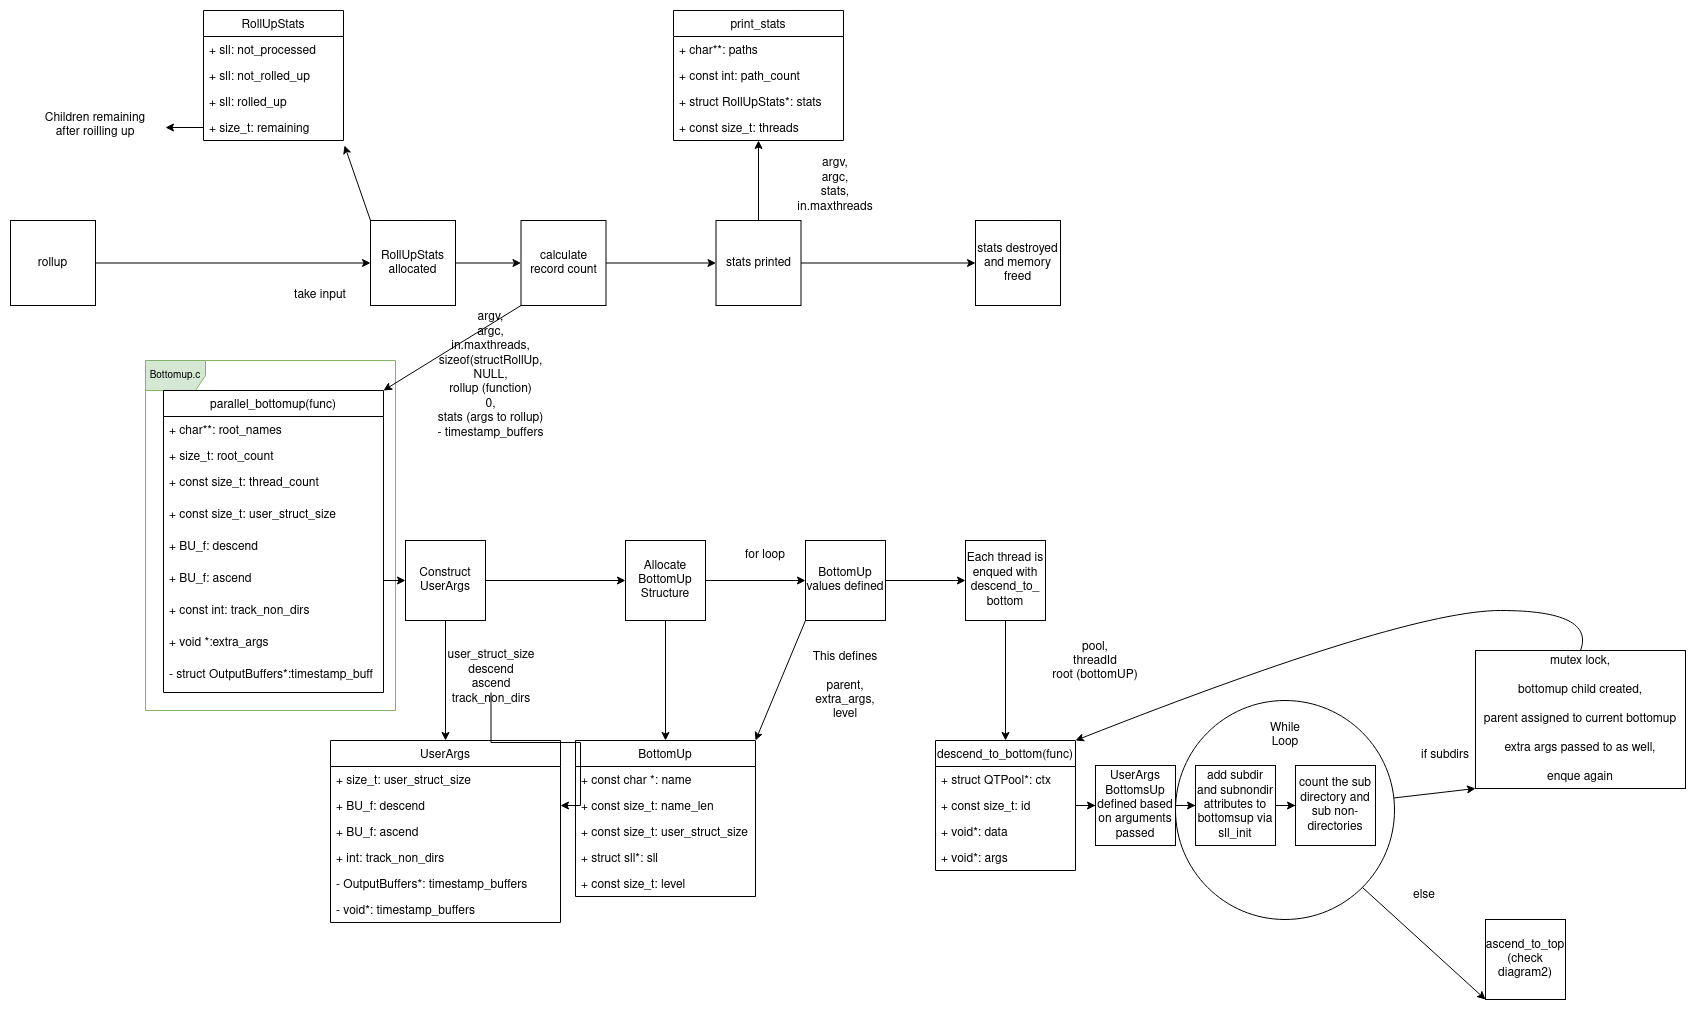 RollUpStats
+ sll: not_processed
+ sll: not_rolled_up
+ sll: rolled_up
+ size_t: remaining
Children remaining
after roilling up
print_stats
+ char**: paths
+ const int: path_count
+ struct RollUpStats*: stats
+ const size_t: threads
argv,
argc,
stats,
in.maxthreads
rollup
take input
RollUpStats
allocated
calculate
record count
stats printed
stats destroyed
and memory
freed
argv,
argc,
in.maxthreads,
sizeof(structRollUp,
NULL,
rollup (function)
0,
stats (args to rollup)
- timestamp_buffers
Bottomup.c
parallel_bottomup(func)
+ char**: root_names
+ size_t: root_count
+ const size_t: thread_count
+ const size_t: user_struct_size
+ BU_f: descend
+ BU_f: ascend
+ const int: track_non_dirs
+ void *:extra_args
- struct OutputBuffers*:timestamp_buff
Construct
UserArgs
Allocate
BottomUp
Structure
for loop
BottomUp
values defined
Each thread is
enqued with
descend_to_
bottom
user_struct_size
descend
ascend
track_non_dirs
This defines
parent,
extra_args,
level
pool,
threadId
root (bottomUP)
UserArgs
+ size_t: user_struct_size
+ BU_f: descend
+ BU_f: ascend
+ int: track_non_dirs
- OutputBuffers*: timestamp_buffers
- void*: timestamp_buffers
BottomUp
+ const char *: name
+ const size_t: name_len
+ const size_t: user_struct_size
+ struct sll*: sll
+ const size_t: level
descend_to_bottom(func)
+ struct QTPool*: ctx
+ const size_t: id
+ void*: data
+ void*: args
UserArgs
BottomsUp
defined based
on arguments
passed
While
Loop
add subdir
and subnondir
attributes to
bottomsup via
sll_init
count the sub
directory and
sub non-
directories
if subdirs
mutex lock,
bottomup child created,
parent assigned to current bottomup
extra args passed to as well,
enque again
else
ascend_to_top
(check
diagram2)